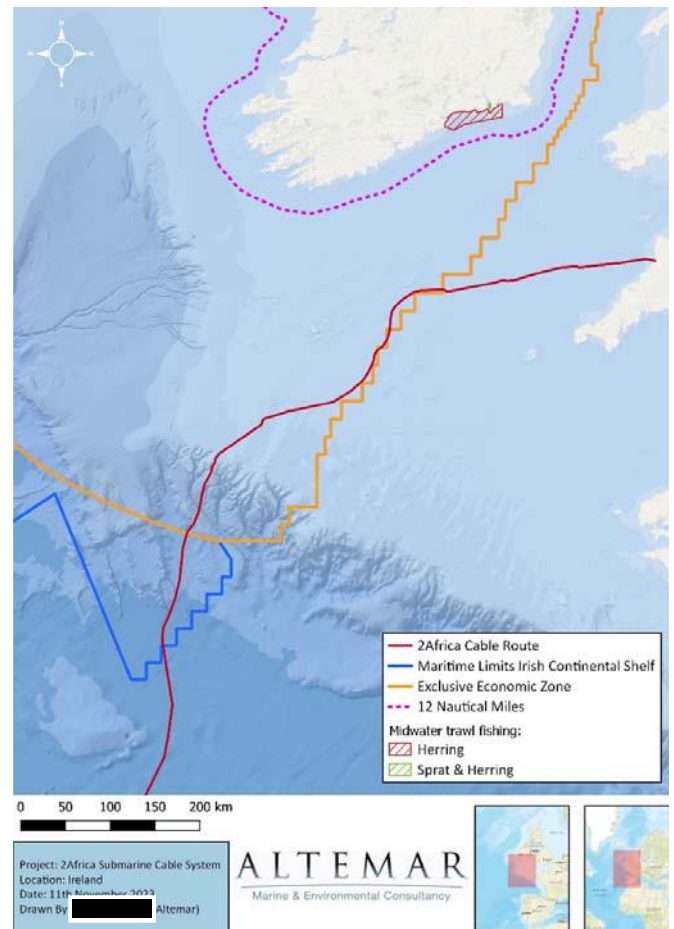 2Africa Cable Route
Maritime Limits Irish Continental Shelf
Exclusive Economic Zone
12 Nautical Miles
Midwater trawl fishing:
Herring
Sprat & Herring
0 50 100 150 200 km
Project: 2Africa Submarine Cable System
Location: Ireland
Date: 11th November 2023
Drawn By Altemar)
ALTEMAR
Marine & Environmental Consultancy